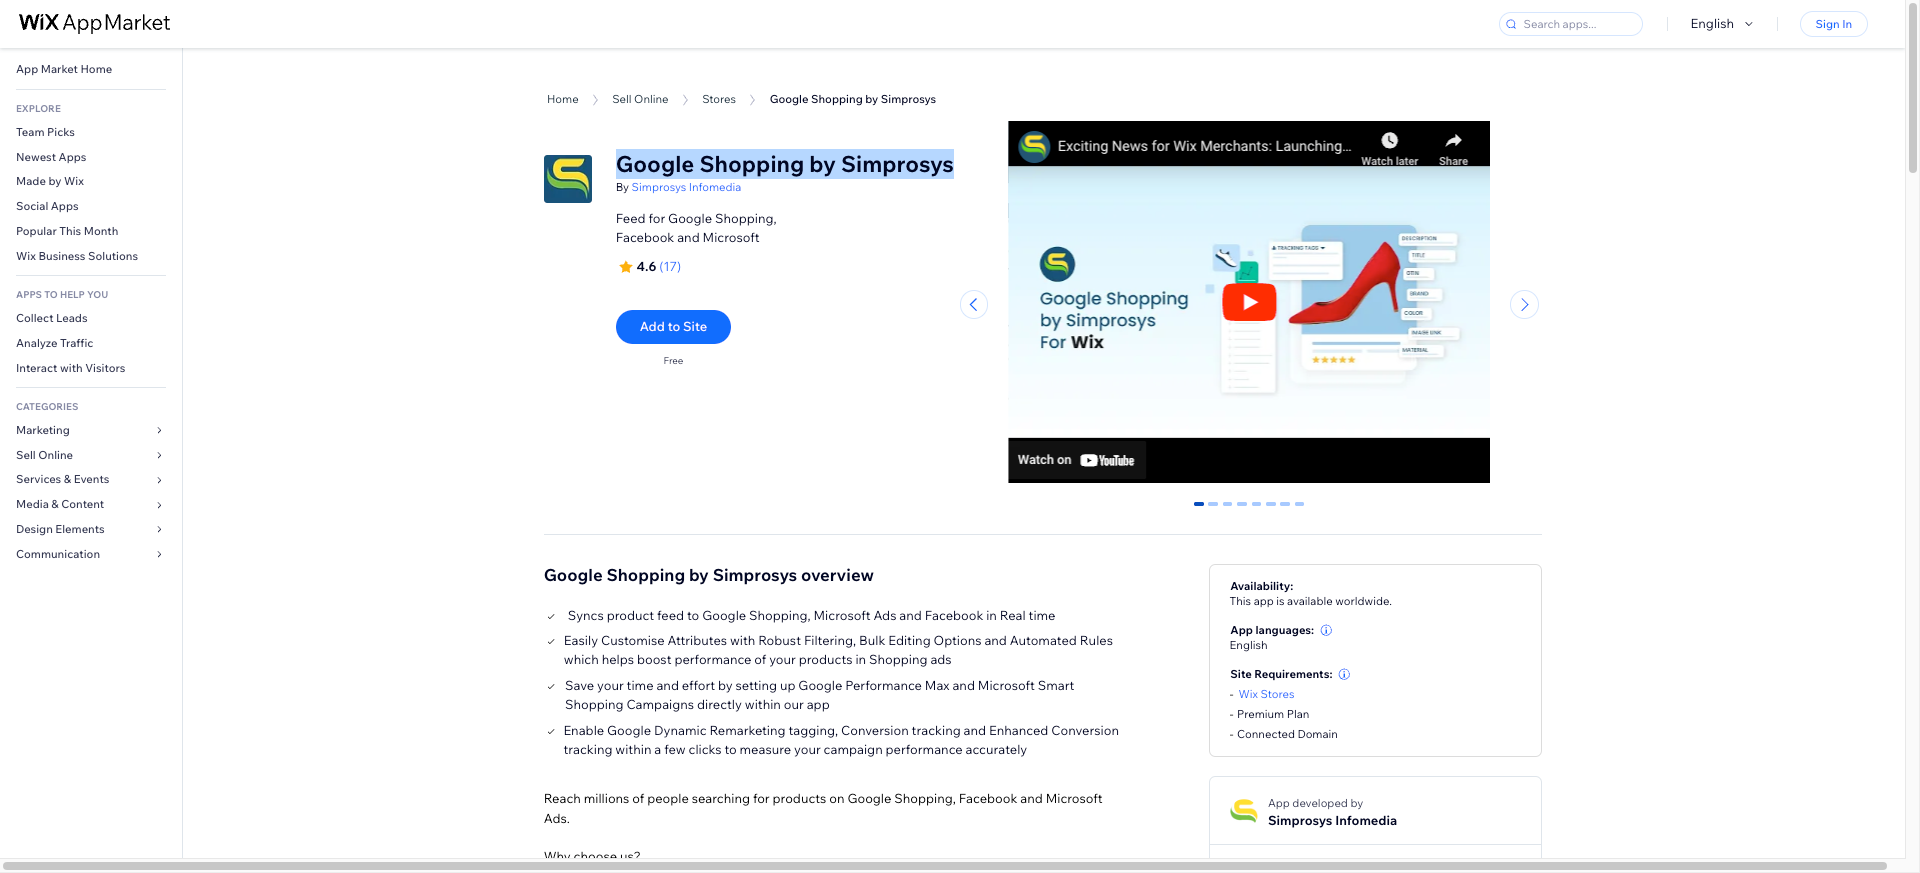 WiX App Market
Search apps...
English
Sign In
App Market Home
EXPLORE
Team Picks
Newest Apps
Made by Wix
Social Apps
Popular This Month
Wix Business Solutions
APPS TO HELP YOU
Collect Leads
Analyze Traffic
Interact with Visitors
CATEGORIES
Marketing
Sell Online
Services & Events
Media & Content
Design Elements
Communication
Home
Sell Online
Stores
Google Shopping by Simprosys
Google Shopping by Simprosys
By Simprosys Infomedia
Feed for Google Shopping,
Facebook and Microsoft
4.6 (17)
Add to Site
Free
Exciting News for Wix Merchants: Launching...
Watch later
Share
Google Shopping
by Simprosys
For Wix
TRACKING TAGS
DESCRIPTION
TITLE
GTIN
BRAND
COLOR
IMAGE LINK
MATERIAL
Watch on YouTube
Google Shopping by Simprosys overview
Syncs product feed to Google Shopping, Microsoft Ads and Facebook in Real time
Easily Customise Attributes with Robust Filtering, Bulk Editing Options and Automated Rules
which helps boost performance of your products in Shopping ads
Save your time and effort by setting up Google Performance Max and Microsoft Smart
Shopping Campaigns directly within our app
Enable Google Dynamic Remarketing tagging, Conversion tracking and Enhanced Conversion
tracking within a few clicks to measure your campaign performance accurately
Reach millions of people searching for products on Google Shopping, Facebook and Microsoft
Ads.
Why choose us?
Availability:
This app is available worldwide.
App languages:
English
Site Requirements:
- Wix Stores
- Premium Plan
- Connected Domain
App developed by
Simprosys Infomedia